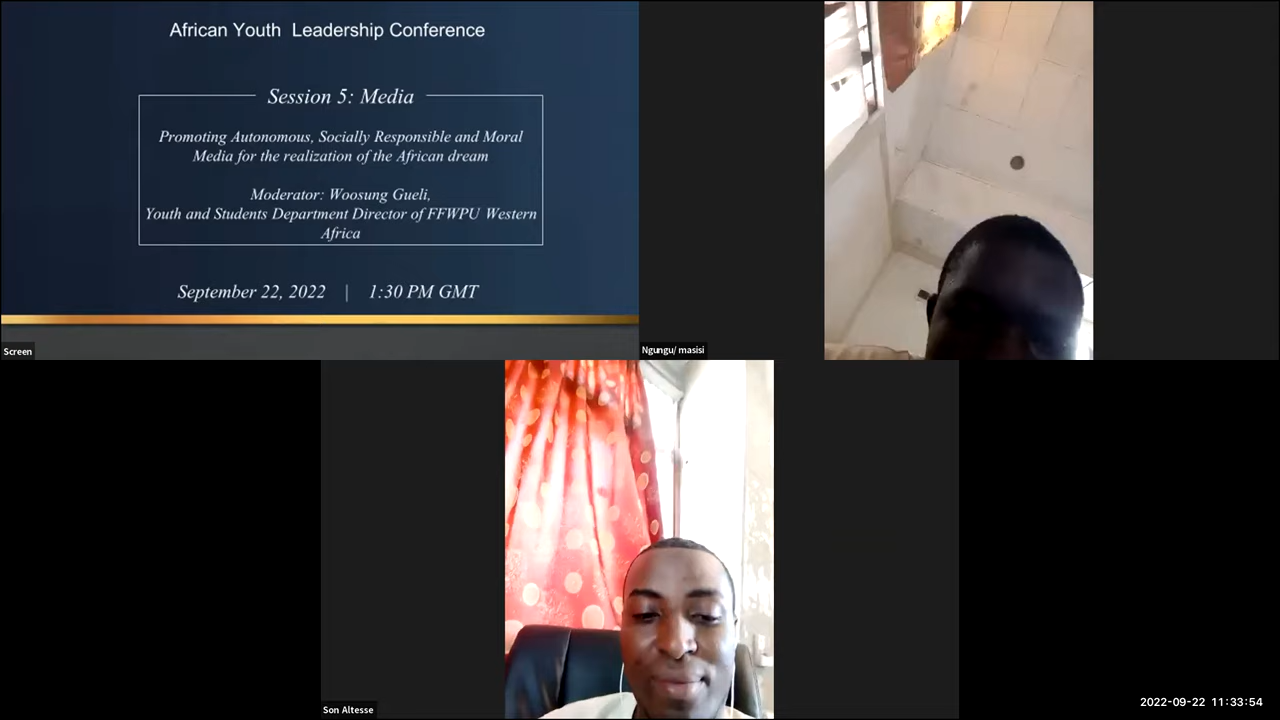 African Youth Leadership Conference
Session 5: Media
Promoting Autonomous, Socially Responsible and Moral
Media for the realization of the African dream
Moderator: Woosung Gueli,
Youth and Students Department Director of FFWPU Western
Africa
September 22, 2022 | 1:30 PM GMT
Screen
Ngungu/ masisi
Son Altesse
2022-09-22 11:33:54